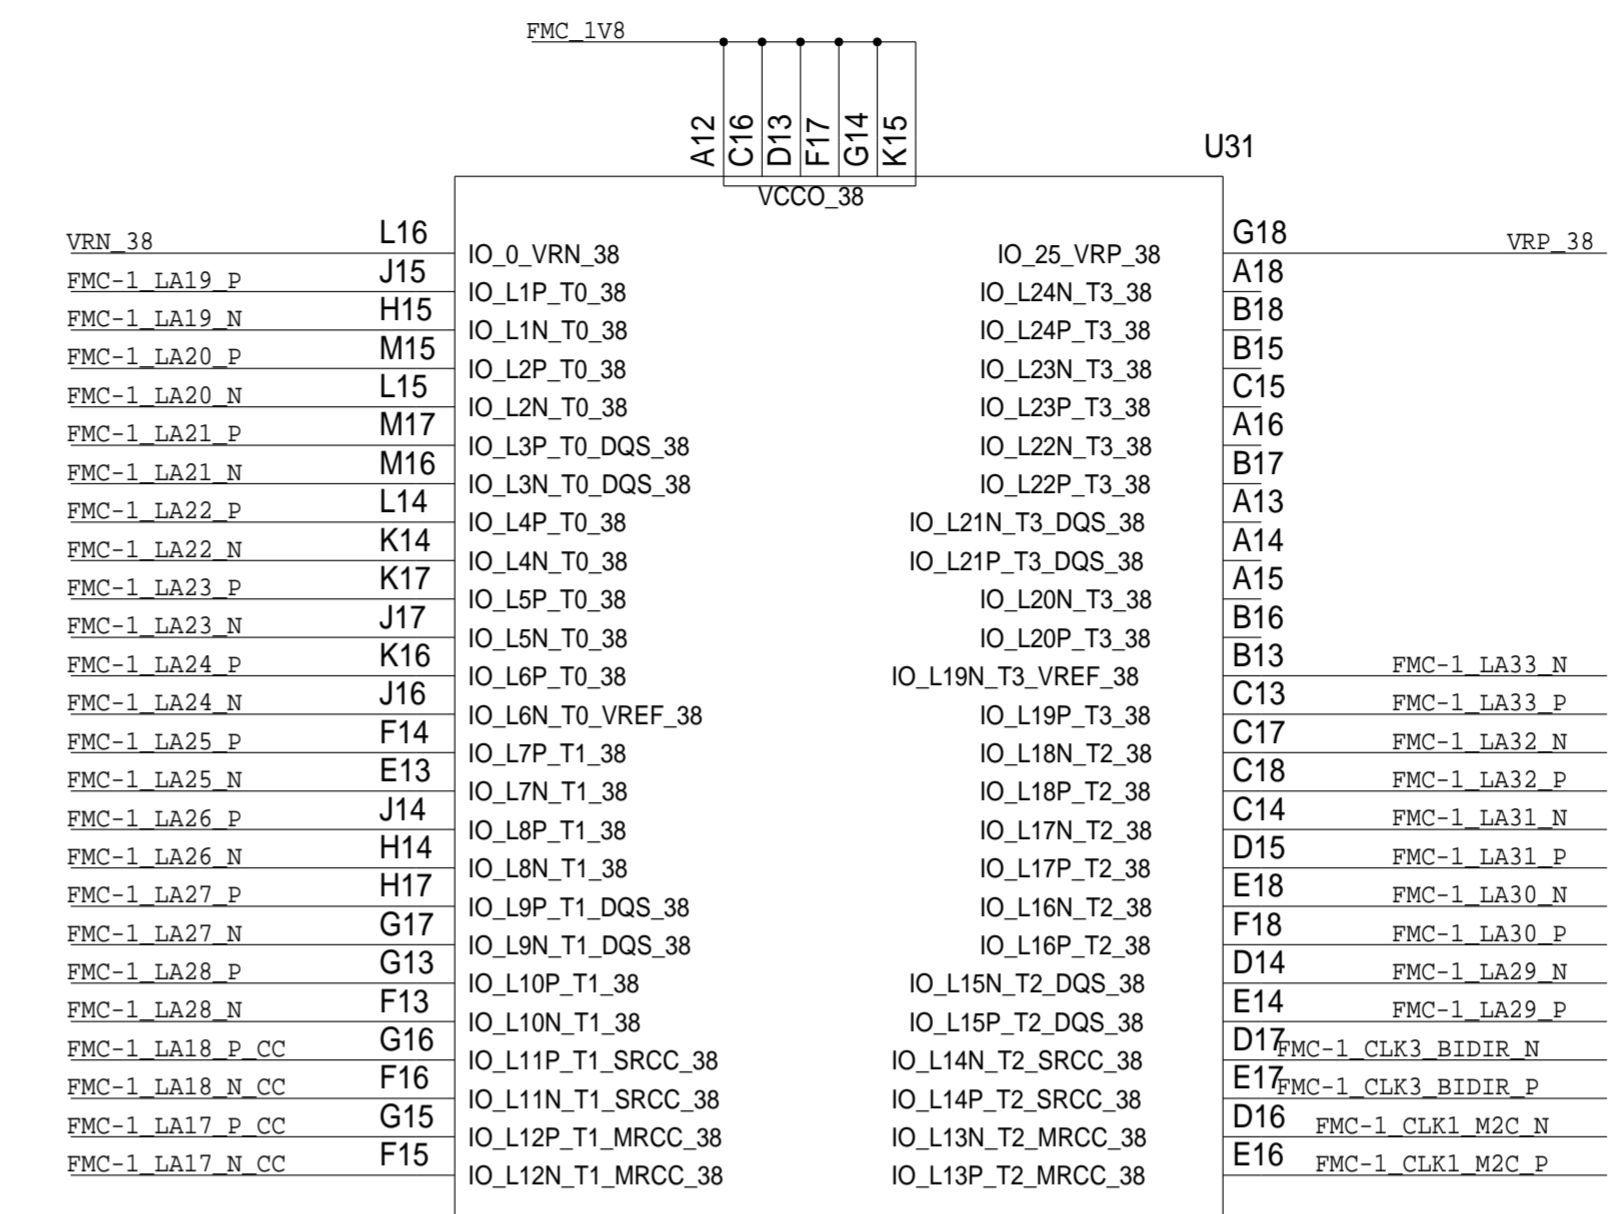 FMC_1V8
A12 C16 D13 F17 G14 K15
U31
VCCO_38
VRN_38 L16 IO_0_VRN_38 IO_25_VRP_38 G18 VRP_38
FMC-1_LA19_P J15 IO_L1P_T0_38 IO_L24N_T3_38 A18
FMC-1_LA19_N H15 IO_L1N_T0_38 IO_L24P_T3_38 B18
FMC-1_LA20_P M15 IO_L2P_T0_38 IO_L23N_T3_38 B15
FMC-1_LA20_N L15 IO_L2N_T0_38 IO_L23P_T3_38 C15
FMC-1_LA21_P M17 IO_L3P_T0_DQS_38 IO_L22N_T3_38 A16
FMC-1_LA21_N M16 IO_L3N_T0_DQS_38 IO_L22P_T3_38 B17
FMC-1_LA22_P L14 IO_L4P_T0_38 IO_L21N_T3_DQS_38 A13
FMC-1_LA22_N K14 IO_L4N_T0_38 IO_L21P_T3_DQS_38 A14
FMC-1_LA23_P K17 IO_L5P_T0_38 IO_L20N_T3_38 A15
FMC-1_LA23_N J17 IO_L5N_T0_38 IO_L20P_T3_38 B16
FMC-1_LA24_P K16 IO_L6P_T0_38 IO_L19N_T3_VREF_38 B13 FMC-1_LA33_N
FMC-1_LA24_N J16 IO_L6N_T0_VREF_38 IO_L19P_T3_38 C13 FMC-1_LA33_P
FMC-1_LA25_P F14 IO_L7P_T1_38 IO_L18N_T2_38 C17 FMC-1_LA32_N
FMC-1_LA25_N E13 IO_L7N_T1_38 IO_L18P_T2_38 C18 FMC-1_LA32_P
FMC-1_LA26_P J14 IO_L8P_T1_38 IO_L17N_T2_38 C14 FMC-1_LA31_N
FMC-1_LA26_N H14 IO_L8N_T1_38 IO_L17P_T2_38 D15 FMC-1_LA31_P
FMC-1_LA27_P H17 IO_L9P_T1_DQS_38 IO_L16N_T2_38 E18 FMC-1_LA30_N
FMC-1_LA27_N G17 IO_L9N_T1_DQS_38 IO_L16P_T2_38 F18 FMC-1_LA30_P
FMC-1_LA28_P G13 IO_L10P_T1_38 IO_L15N_T2_DQS_38 D14 FMC-1_LA29_N
FMC-1_LA28_N F13 IO_L10N_T1_38 IO_L15P_T2_DQS_38 E14 FMC-1_LA29_P
FMC-1_LA18_P_CC G16 IO_L11P_T1_SRCC_38 IO_L14N_T2_SRCC_38 D17 FMC-1_CLK3_BIDIR_N
FMC-1_LA18_N_CC F16 IO_L11N_T1_SRCC_38 IO_L14P_T2_SRCC_38 E17 FMC-1_CLK3_BIDIR_P
FMC-1_LA17_P_CC G15 IO_L12P_T1_MRCC_38 IO_L13N_T2_MRCC_38 D16 FMC-1_CLK1_M2C_N
FMC-1_LA17_N_CC F15 IO_L12N_T1_MRCC_38 IO_L13P_T2_MRCC_38 E16 FMC-1_CLK1_M2C_P